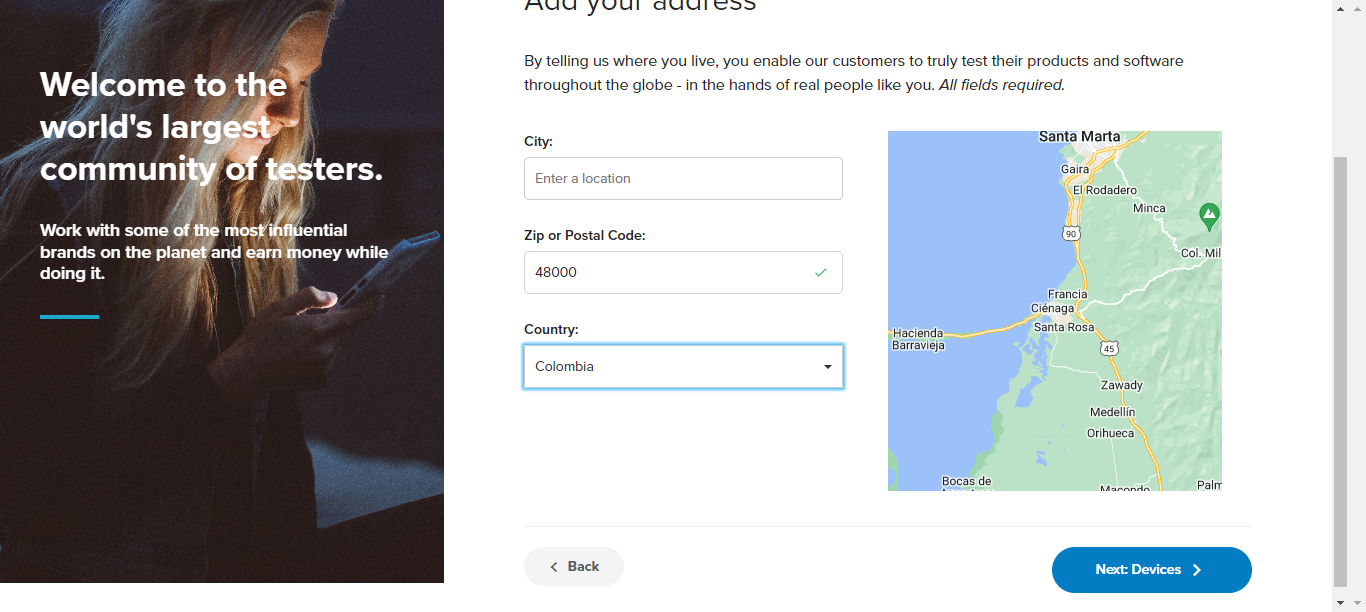 Add your address
Welcome to the
world's largest
community of testers.
Work with some of the most influential
brands on the planet and earn money while
doing it.
By telling us where you live, you enable our customers to truly test their products and software
throughout the globe - in the hands of real people like you. All fields required.
City:
Enter a location
Zip or Postal Code:
48000
Country:
Colombia
Santa Marta
Gaira
El Rodadero
Minca
90
Col. Mil
Francia
Ciénaga
Santa Rosa
Hacienda
Barravieja
45
Zawady
Medellín
Orihueca
Bocas de
Macondo
Palm
Back
Next: Devices